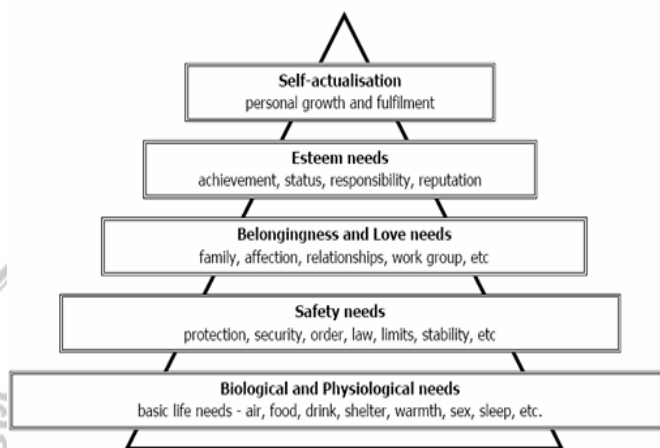 Self-actualisation
personal growth and fulfilment
Esteem needs
achievement, status, responsibility, reputation
Belongingness and Love needs
family, affection, relationships, work group, etc
Safety needs
protection, security, order, law, limits, stability, etc
Biological and Physiological needs
basic life needs - air, food, drink, shelter, warmth, sex, sleep, etc.